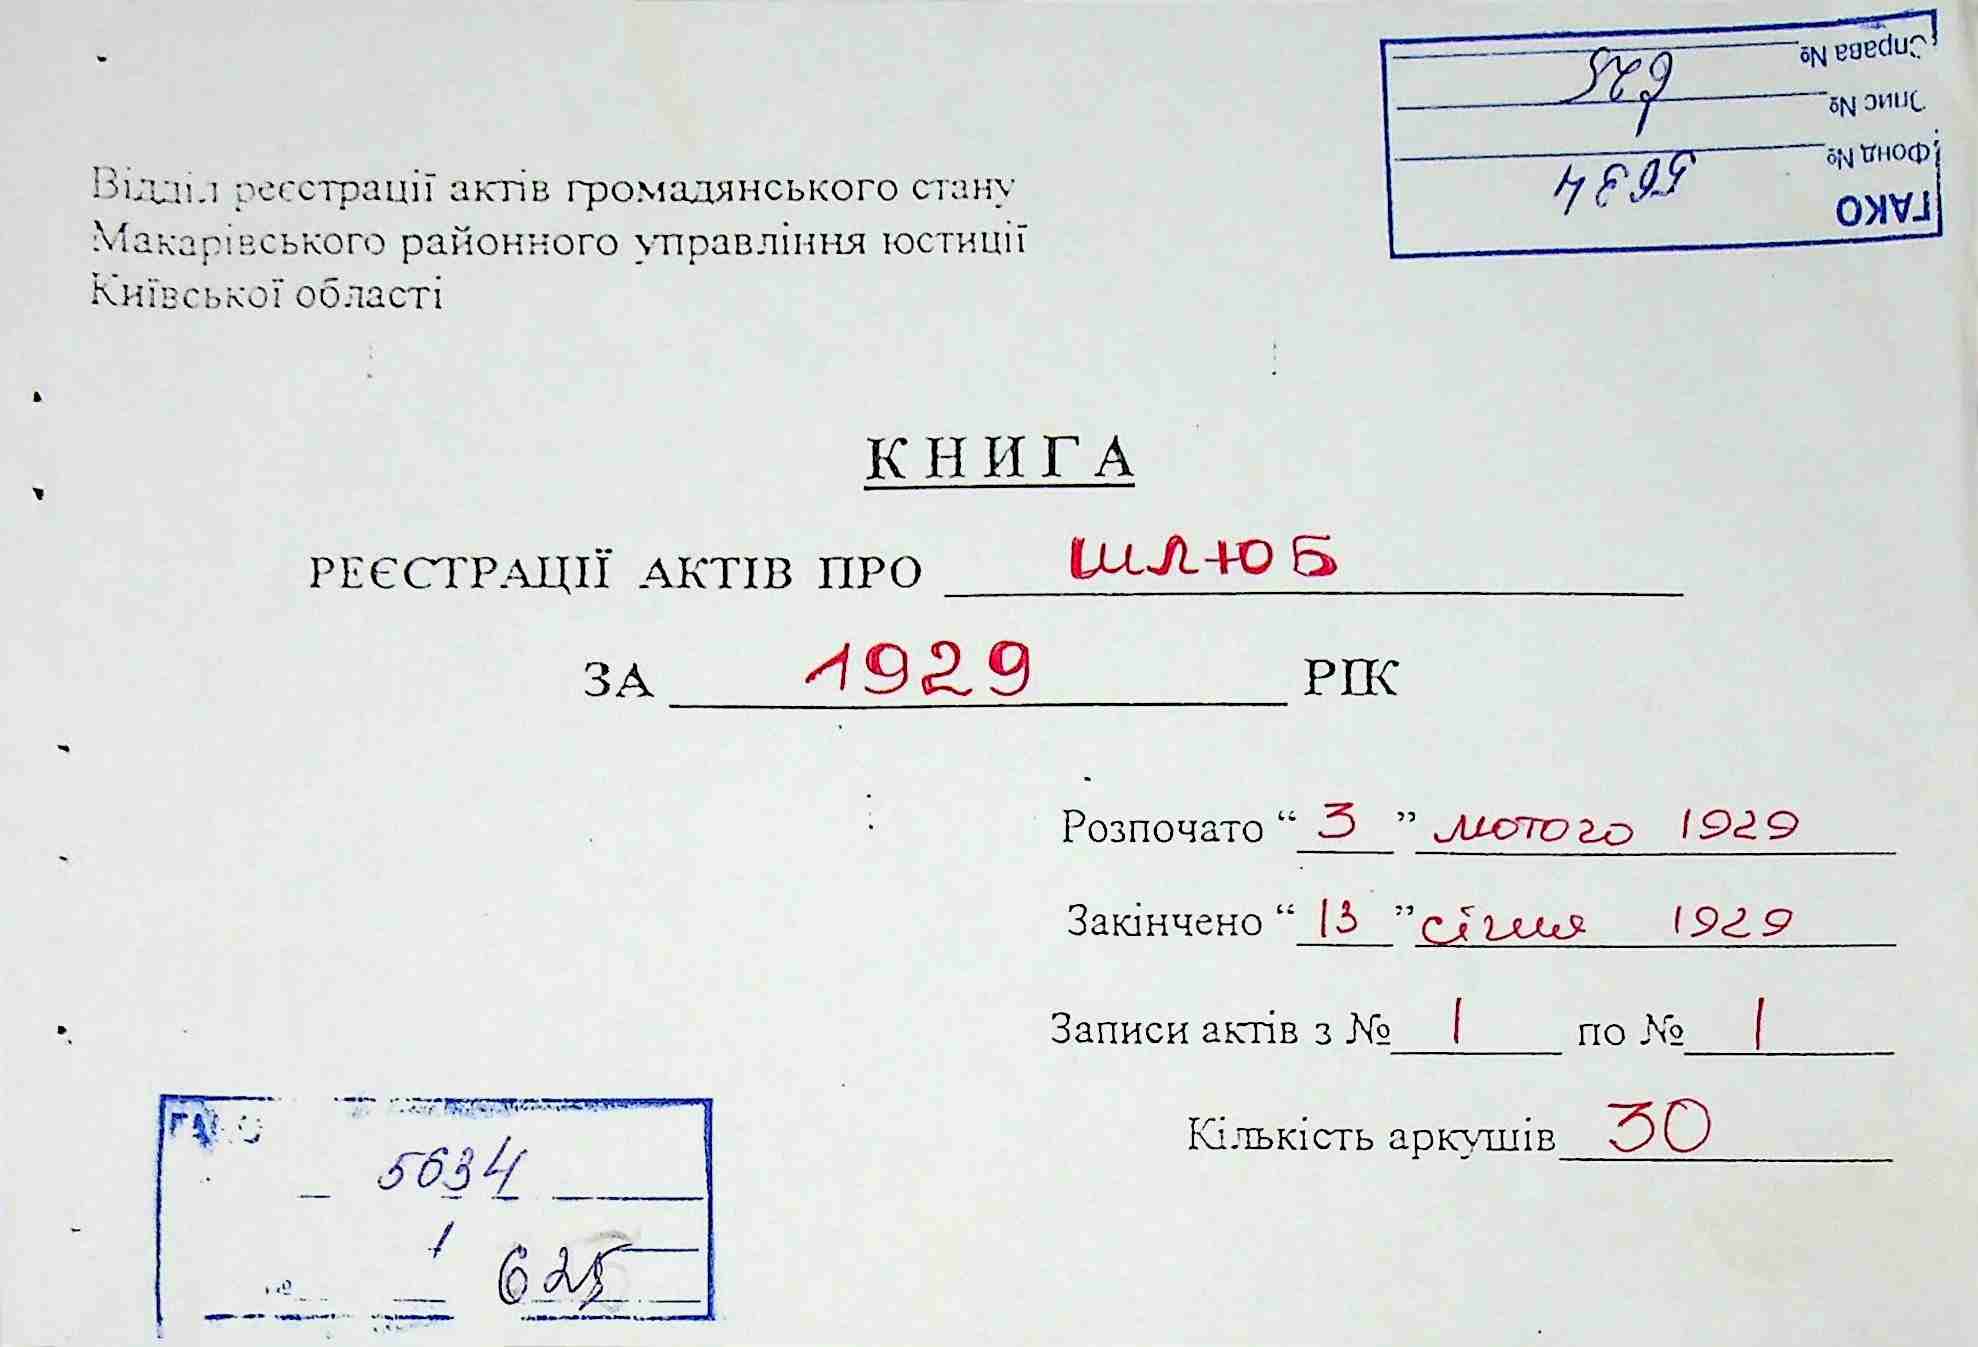 Справа № 625
Опис № 1
Фонд № 5634
ГАКО
Відділ реєстрації актів громадянського стану
Макарівського районного управління юстиції
Київської області
КНИГА
РЕЄСТРАЦІЇ АКТІВ ПРО ШЛЮБ
ЗА 1929 РІК
Розпочато “ 3 ” лютого 1929
Закінчено “ 13 ” січня 1929
Записи актів з № 1 по № 1
Кількість аркушів 30
ГАКО
5634
1
№ 625